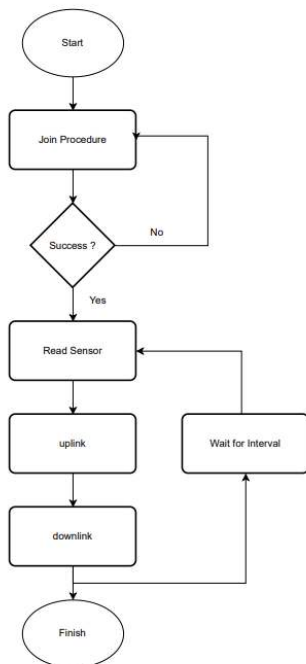 Start
Join Procedure
Success ?
No
Yes
Read Sensor
uplink
Wait for Interval
downlink
Finish